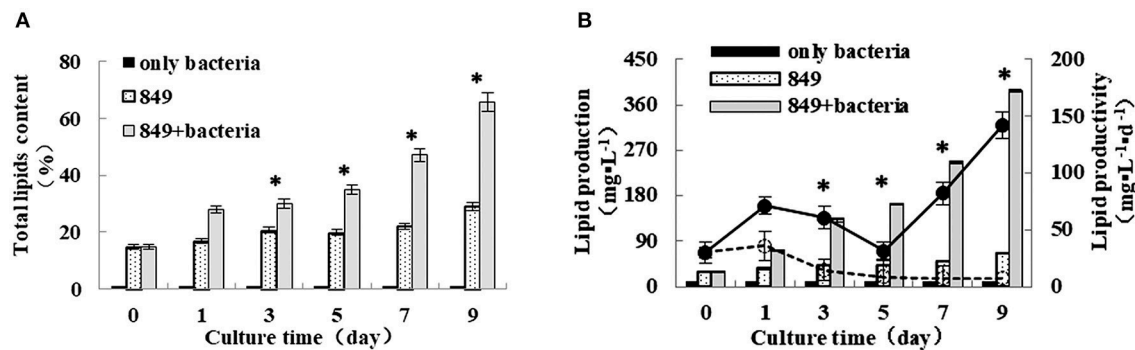 A
Total lipids content
(%)
80
60
40
20
0
only bacteria
849
849+bacteria
*
*
*
*
0 1 3 5 7 9
Culture time (day)
B
Lipid production
(mg•L-1)
450
360
270
180
90
0
only bacteria
849
849+bacteria
*
*
*
*
200
150
100
50
0
Lipid productivity
(mg•L-1•d-1)
0 1 3 5 7 9
Culture time (day)